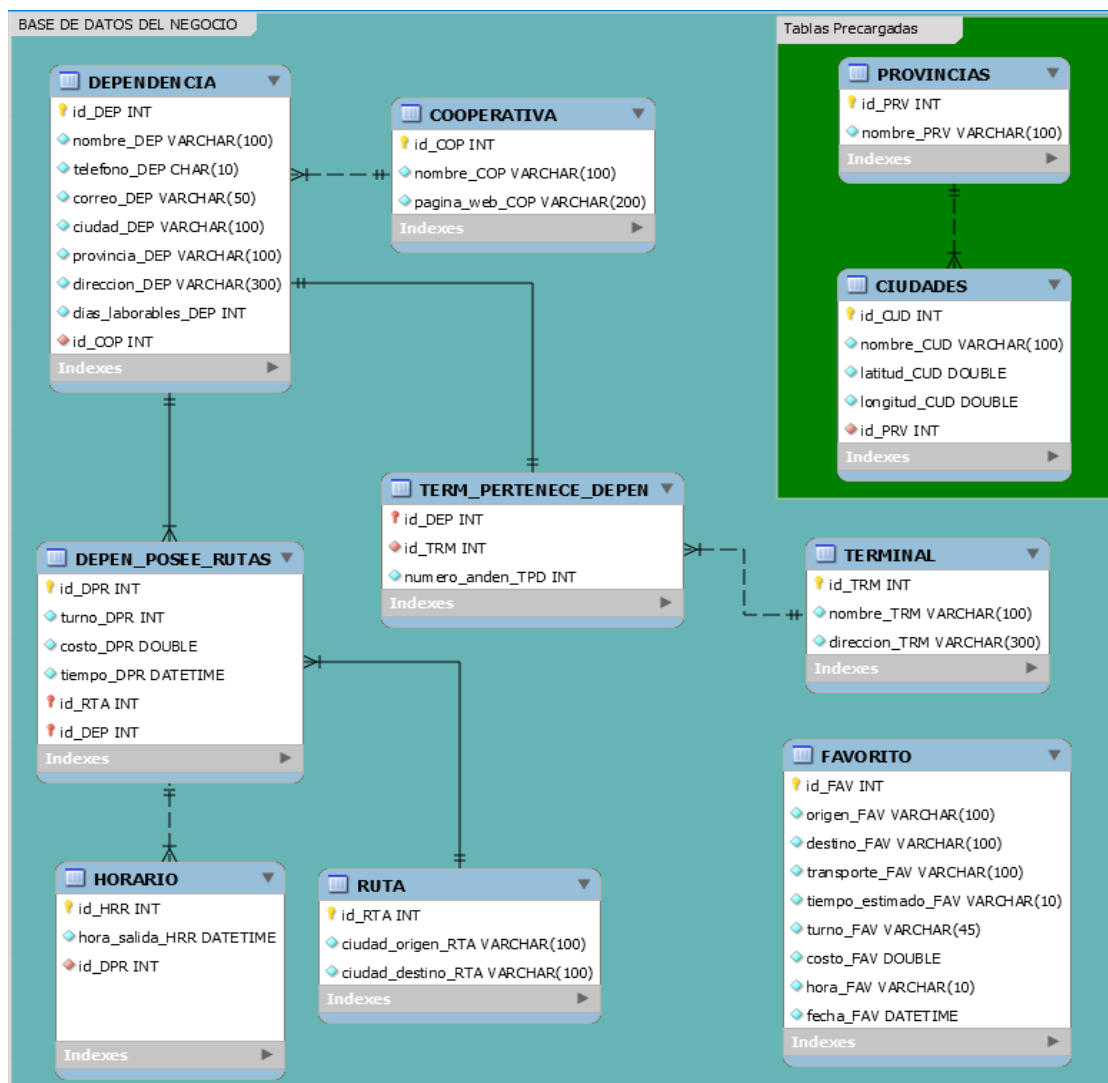 BASE DE DATOS DEL NEGOCIO
DEPENDENCIA
id_DEP INT
nombre_DEP VARCHAR(100)
telefono_DEP CHAR(10)
correo_DEP VARCHAR(50)
ciudad_DEP VARCHAR(100)
provincia_DEP VARCHAR(100)
direccion_DEP VARCHAR(300)
dias_laborables_DEP INT
id_COP INT
Indexes
COOPERATIVA
id_COP INT
nombre_COP VARCHAR(100)
pagina_web_COP VARCHAR(200)
Indexes
Tablas Precargadas
PROVINCIAS
id_PRV INT
nombre_PRV VARCHAR(100)
Indexes
CIUDADES
id_CUD INT
nombre_CUD VARCHAR(100)
latitud_CUD DOUBLE
longitud_CUD DOUBLE
id_PRV INT
Indexes
TERM_PERTENECE_DEPEN
id_DEP INT
id_TRM INT
numero_anden_TPD INT
Indexes
TERMINAL
id_TRM INT
nombre_TRM VARCHAR(100)
direccion_TRM VARCHAR(300)
Indexes
DEPEN_POSEE_RUTAS
id_DPR INT
turno_DPR INT
costo_DPR DOUBLE
tiempo_DPR DATETIME
id_RTA INT
id_DEP INT
Indexes
HORARIO
id_HRR INT
hora_salida_HRR DATETIME
id_DPR INT
Indexes
RUTA
id_RTA INT
ciudad_origen_RTA VARCHAR(100)
ciudad_destino_RTA VARCHAR(100)
Indexes
FAVORITO
id_FAV INT
origen_FAV VARCHAR(100)
destino_FAV VARCHAR(100)
transporte_FAV VARCHAR(100)
tiempo_estimado_FAV VARCHAR(10)
turno_FAV VARCHAR(45)
costo_FAV DOUBLE
hora_FAV VARCHAR(10)
fecha_FAV DATETIME
Indexes